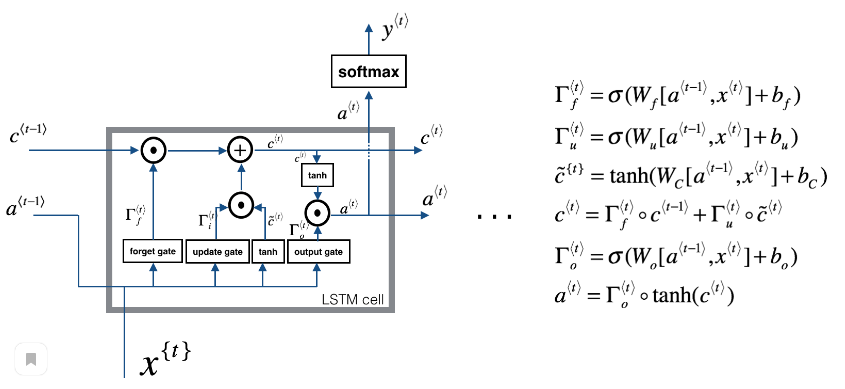 y⟨t⟩
softmax
a⟨t⟩
c⟨t-1⟩
c⟨t⟩
c⟨t⟩
c⟨t⟩
tanh
a⟨t-1⟩
Γf⟨t⟩
Γi⟨t
c̃⟨t⟩
Γo⟨t⟩
a⟨t⟩
a⟨t⟩
forget gate
update gate
tanh
output gate
LSTM cell
x{t}
. . .
Γf⟨t⟩ = σ(Wf[a⟨t-1⟩,x⟨t⟩]+bf)
Γu⟨t⟩ = σ(Wu[a⟨t-1⟩,x⟨t⟩]+bu)
c̃{t} = tanh(WC[a⟨t-1⟩,x⟨t⟩]+bC)
c⟨t⟩ = Γf⟨t⟩ ∘ c⟨t-1⟩ + Γu⟨t⟩ ∘ c̃⟨t⟩
Γo⟨t⟩ = σ(Wo[a⟨t-1⟩,x⟨t⟩]+bo)
a⟨t⟩ = Γo⟨t⟩ ∘ tanh(c⟨t⟩)